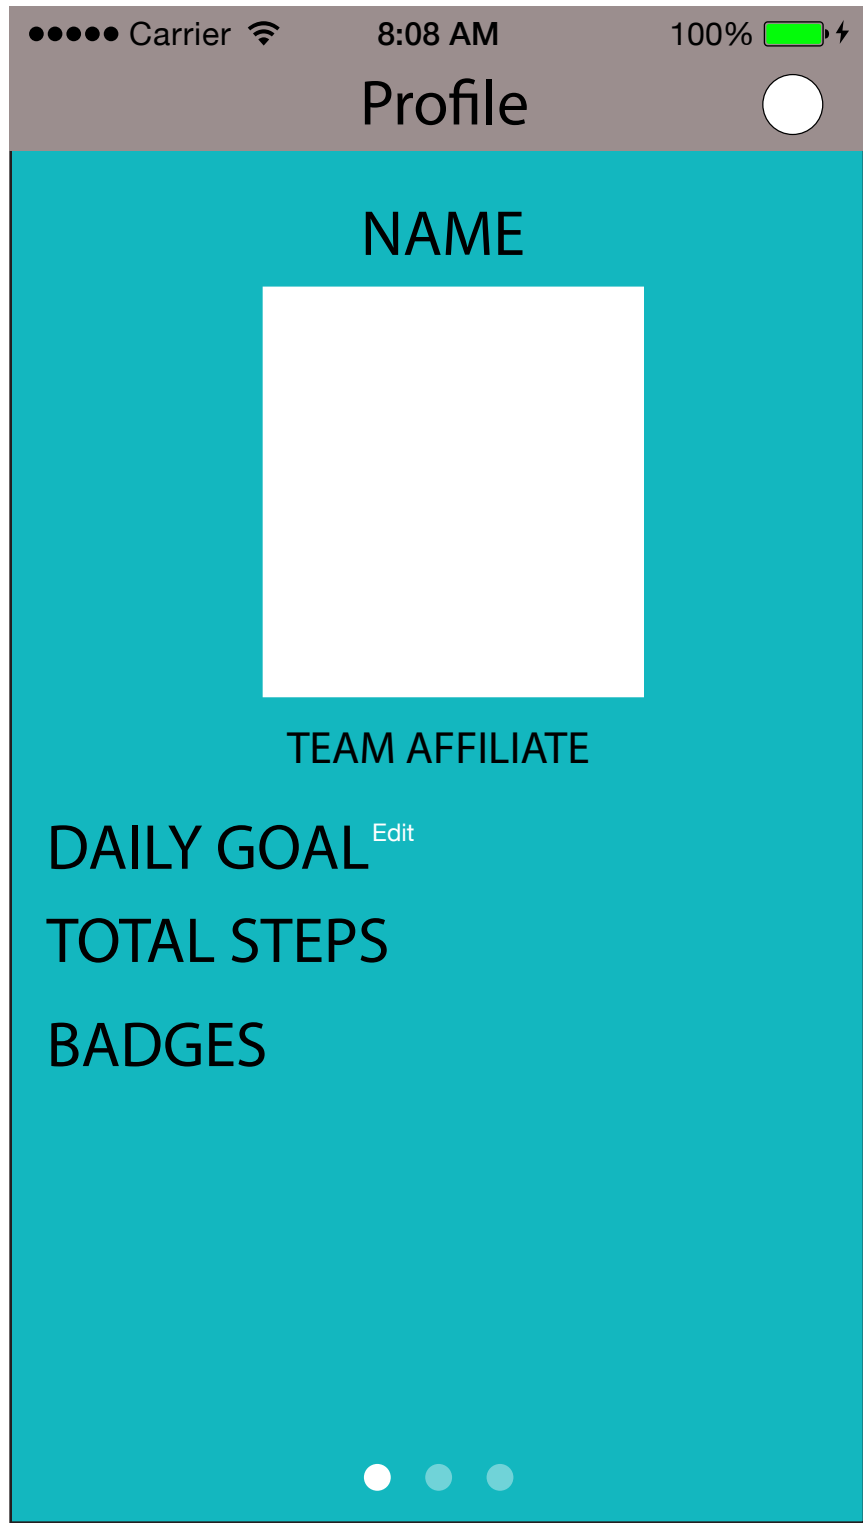 Carrier 8:08 AM 100%
Profile
NAME
TEAM AFFILIATE
DAILY GOAL Edit
TOTAL STEPS
BADGES